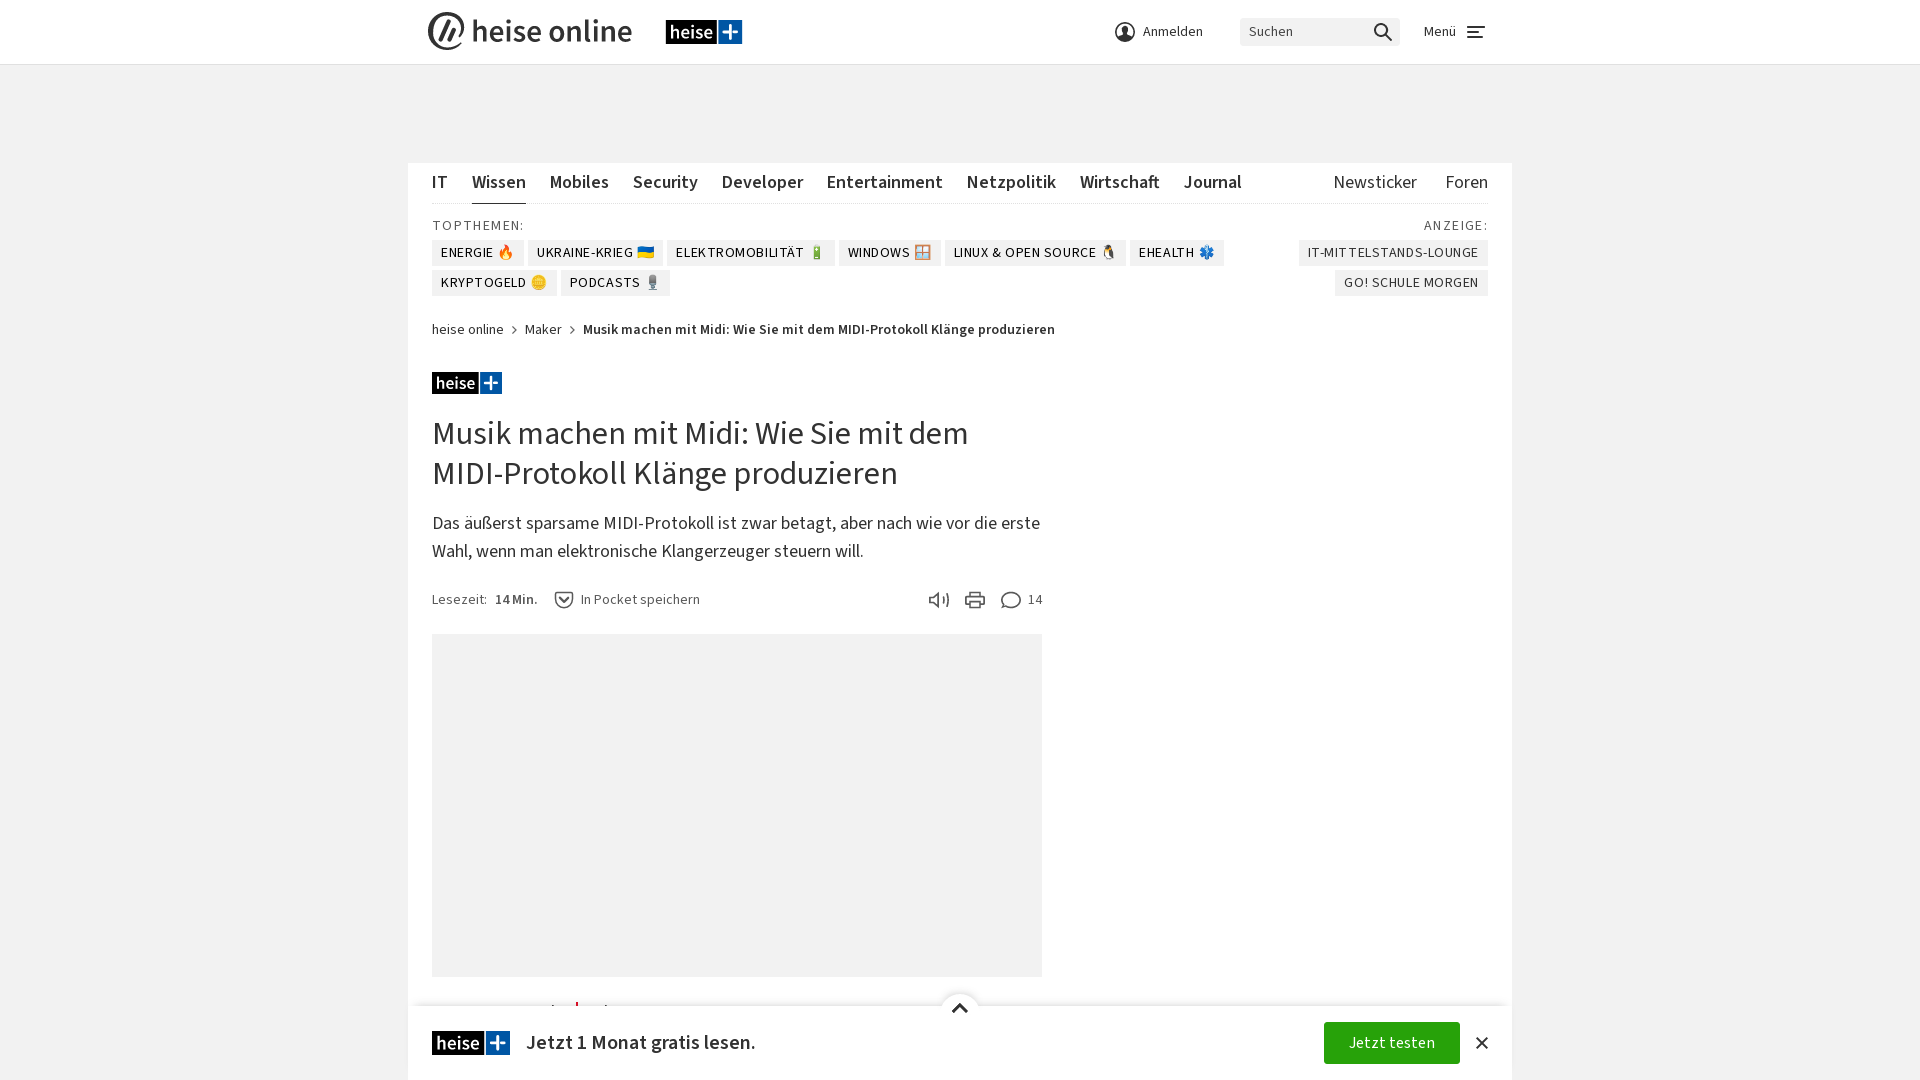 heise online
heise+
Anmelden
Suchen
Menü
IT Wissen Mobiles Security Developer Entertainment Netzpolitik Wirtschaft Journal Newsticker Foren
TOPTHEMEN:
ANZEIGE:
ENERGIE 🔥 UKRAINE-KRIEG 🇺🇦 ELEKTROMOBILITÄT 🔋 WINDOWS 🪟 LINUX & OPEN SOURCE 🐧 EHEALTH
IT-MITTELSTANDS-LOUNGE
KRYPTOGELD 🪙 PODCASTS 🎙️
GO! SCHULE MORGEN
heise online > Maker > Musik machen mit Midi: Wie Sie mit dem MIDI-Protokoll Klänge produzieren
heise+
Musik machen mit Midi: Wie Sie mit dem
MIDI-Protokoll Klänge produzieren
Das äußerst sparsame MIDI-Protokoll ist zwar betagt, aber nach wie vor die erste
Wahl, wenn man elektronische Klangerzeuger steuern will.
Lesezeit: 14 Min. In Pocket speichern 14
heise+ Jetzt 1 Monat gratis lesen.
Jetzt testen